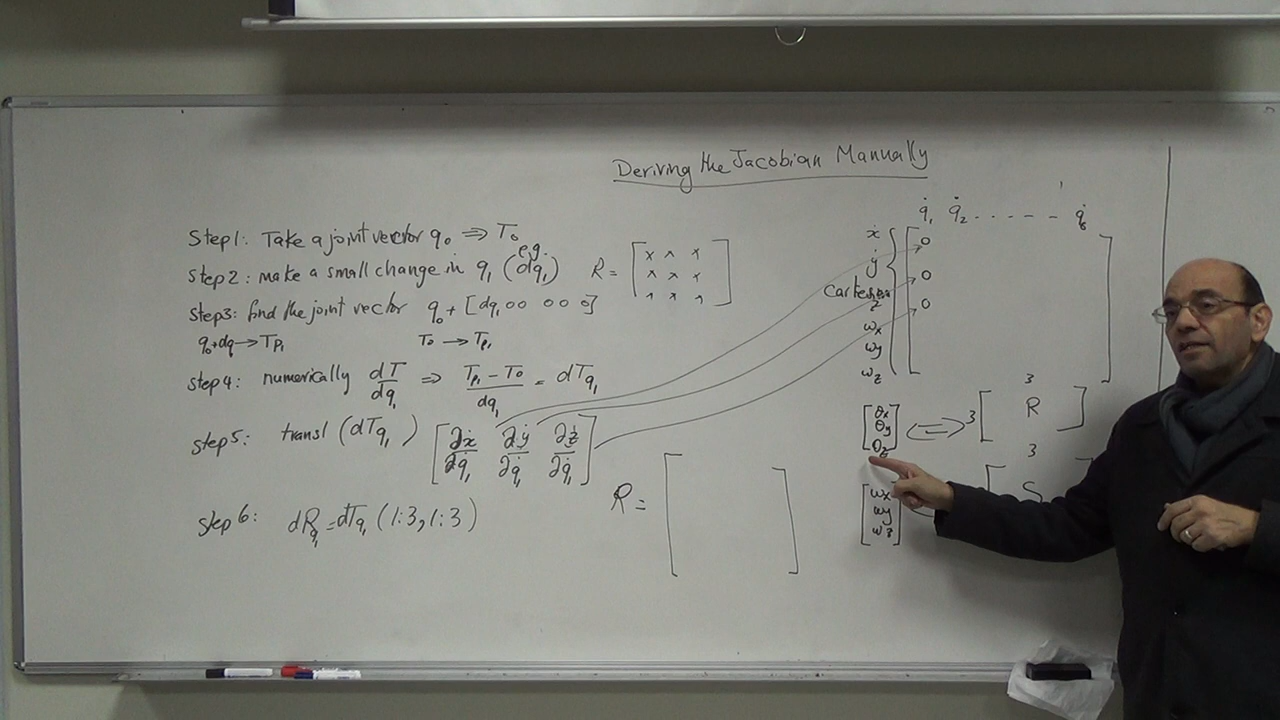 Deriving the Jacobian Manually
Step1: Take a joint vector q₀ ⇒ T₀
Step2: make a small change in q₁ (e.g. dq₁)
R = [x ^ x
^ x x
^ x ^]
Step3: find the joint vector q₀ + [dq₁ 0 0 0 0 0]
q₀+dq → Tp₁
T₀ → Tp₁
Step4: numerically dT/dq₁ ⇒ (Tp₁ - T₀)/dq₁ = dTq₁
Step5: transl (dTq₁) [∂ẋ/∂q̇₁ ∂ẏ/∂q̇₁ ∂ż/∂q̇₁]
Step6: dRq₁ = dTq₁ (1:3,1:3)
R = [ ]
q̇₁ q̇₂ . . . . . - - - q̇₆
ẋ
ẏ
cartesian ż
ωx
ωy
ωz
0
0
0
[θx
θy
θz] ⇔ 3 [R] 3
[ωx
ωy
ωz]
3
S